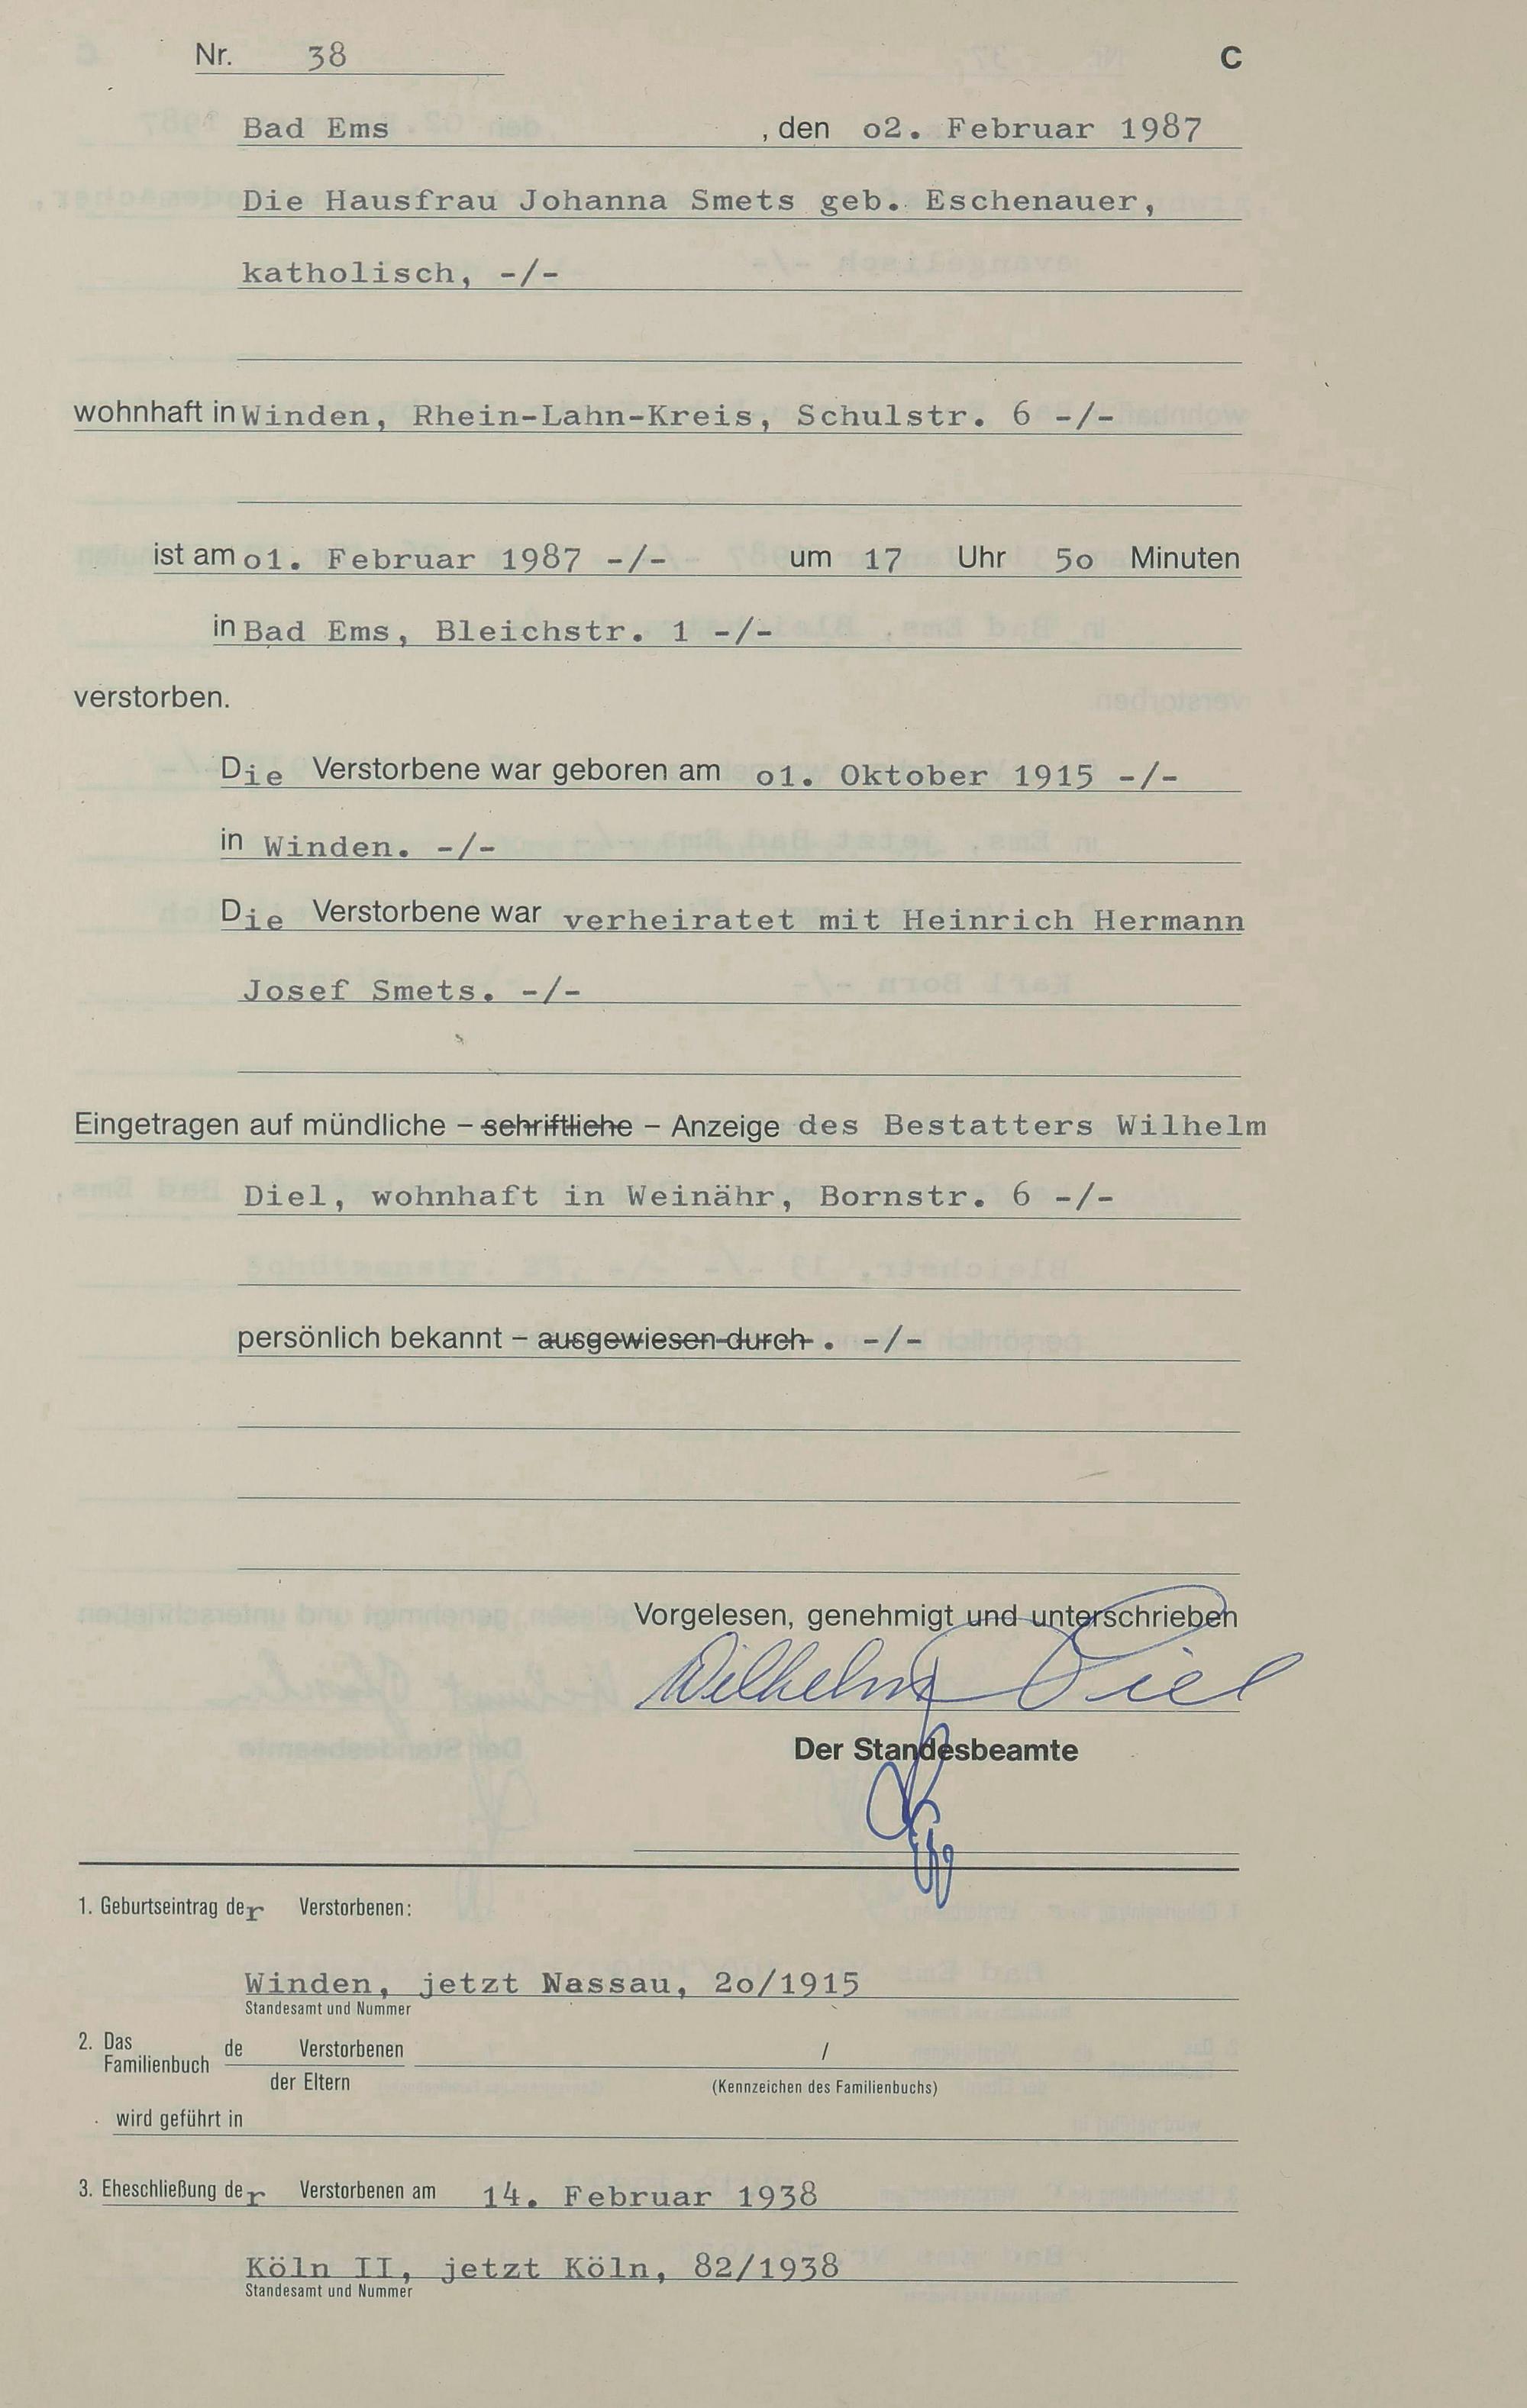 Nr. 38 C
Bad Ems , den o2. Februar 1987
Die Hausfrau Johanna Smets geb. Eschenauer,
katholisch, -/-
wohnhaft in Winden, Rhein-Lahn-Kreis, Schulstr. 6 -/-
ist am o1. Februar 1987 -/- um 17 Uhr 5o Minuten
in Bad Ems, Bleichstr. 1 -/-
verstorben.
Die Verstorbene war geboren am o1. Oktober 1915 -/-
in Winden. -/-
Die Verstorbene war verheiratet mit Heinrich Hermann
Josef Smets. -/-
Eingetragen auf mündliche – schriftliche – Anzeige des Bestatters Wilhelm
Diel, wohnhaft in Weinähr, Bornstr. 6 -/-
persönlich bekannt – ausgewiesen durch . -/-
Vorgelesen, genehmigt und unterschrieben
Wilhelm Diel
Der Standesbeamte
1. Geburtseintrag der Verstorbenen:
Winden, jetzt Nassau, 2o/1915
Standesamt und Nummer
2. Das Familienbuch de Verstorbenen /
der Eltern (Kennzeichen des Familienbuchs)
wird geführt in
3. Eheschließung der Verstorbenen am 14. Februar 1938
Köln II, jetzt Köln, 82/1938
Standesamt und Nummer